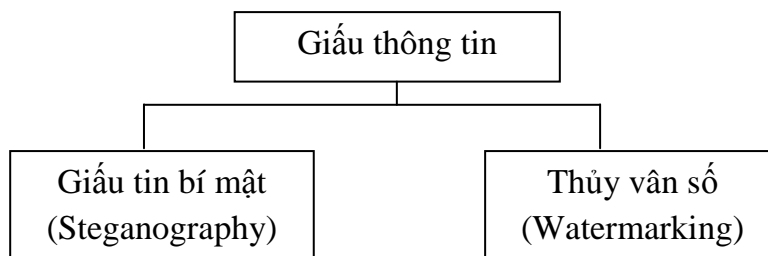 Giấu thông tin
Giấu tin bí mật
(Steganography)
Thủy vân số
(Watermarking)